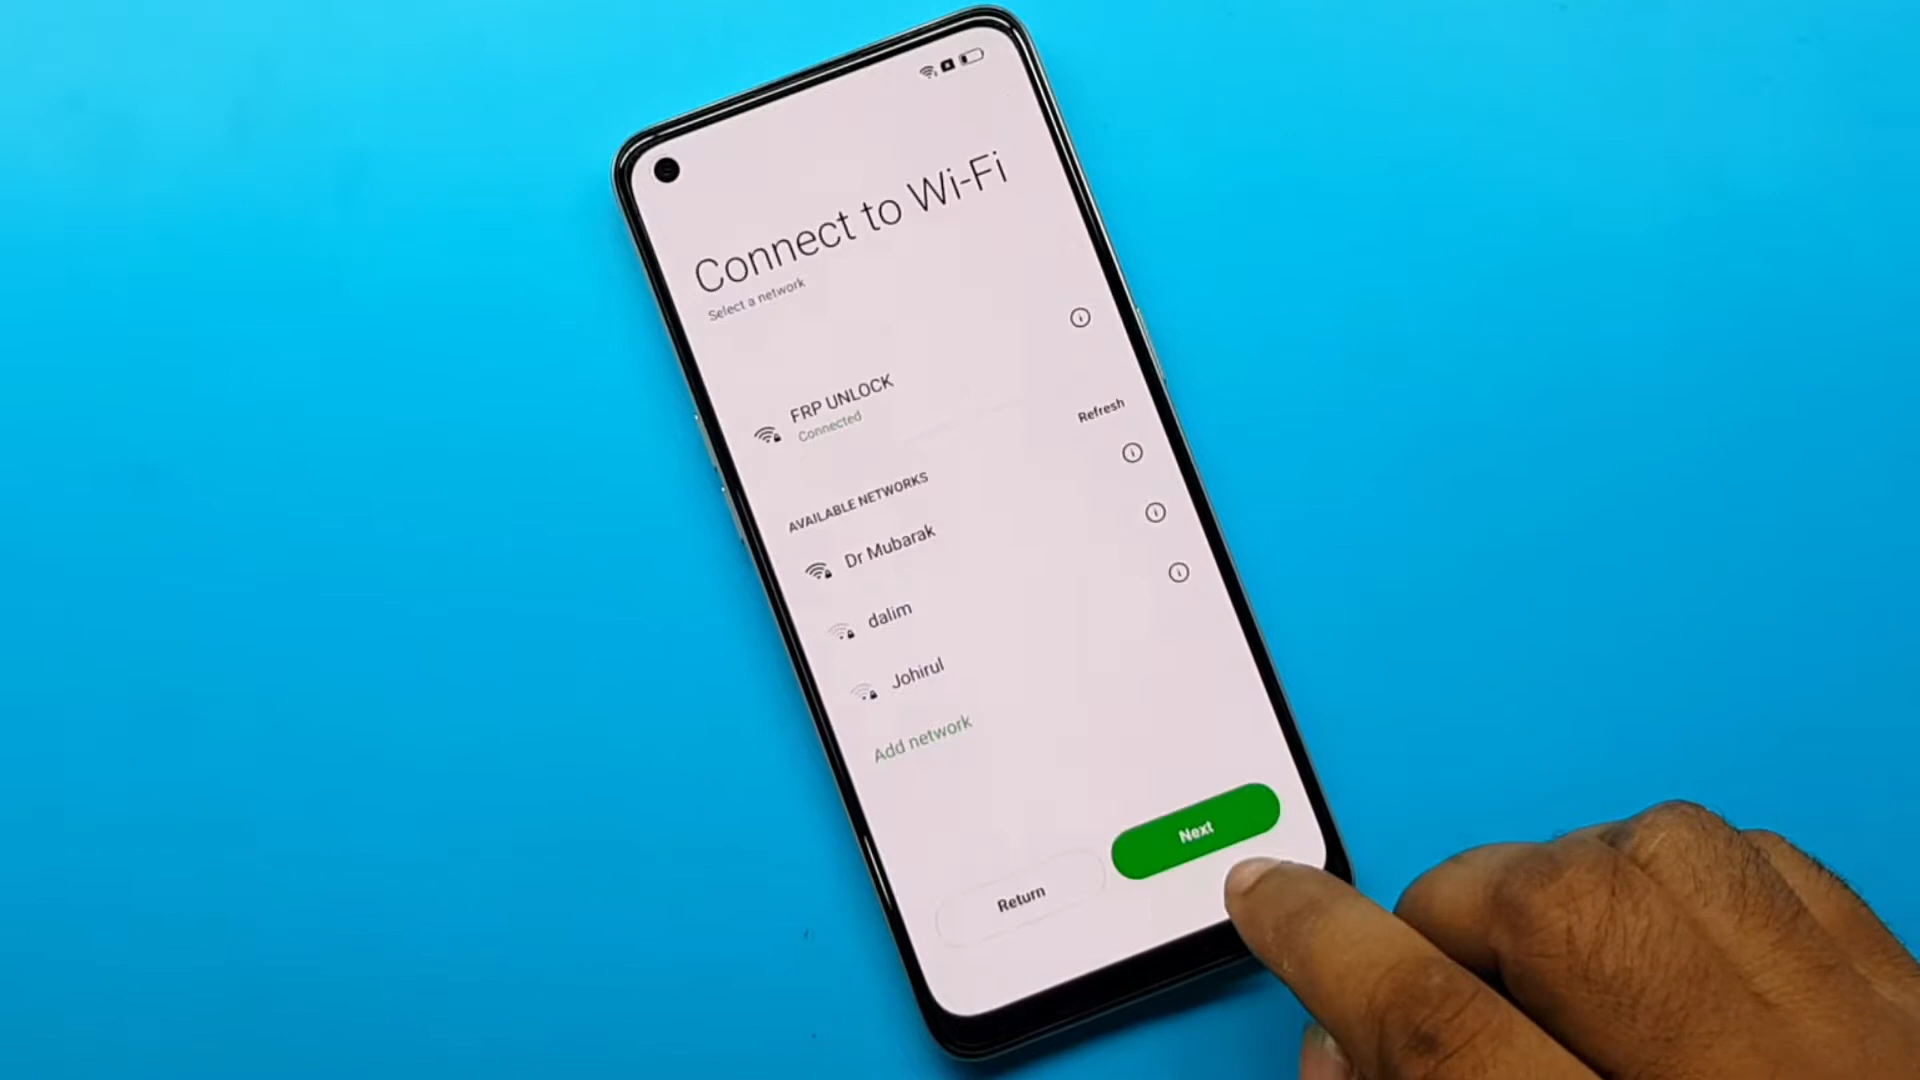 Connect to Wi-Fi
Select a network
FRP UNLOCK
Connected
Refresh
AVAILABLE NETWORKS
Dr Mubarak
dalim
Johirul
Add network
Next
Return